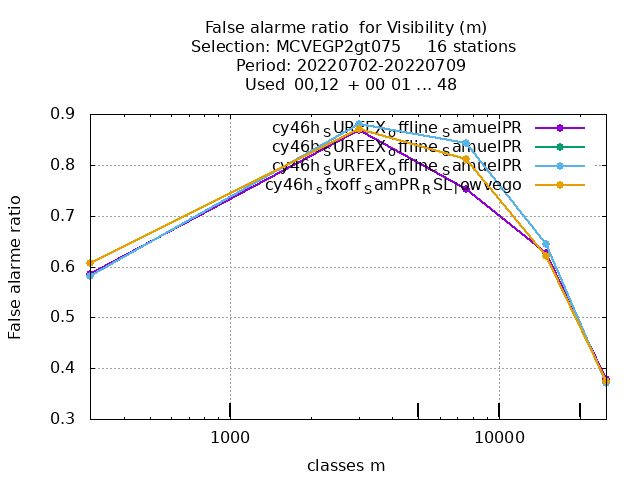 False alarme ratio  for Visibility (m)
Selection: MCVEGP2gt075     16 stations
Period: 20220702-20220709
Used  00,12  + 00 01 ... 48
0.9
0.8
0.7
0.6
0.5
0.4
0.3
False alarme ratio
cy46h_SURFEX_offline_SamuelPR
cy46h_SURFEX_offline_SamuelPR
cy46h_SURFEX_offline_SamuelPR
cy46h_sfxoff_SamPR_RSL_lowvego
1000
10000
classes m